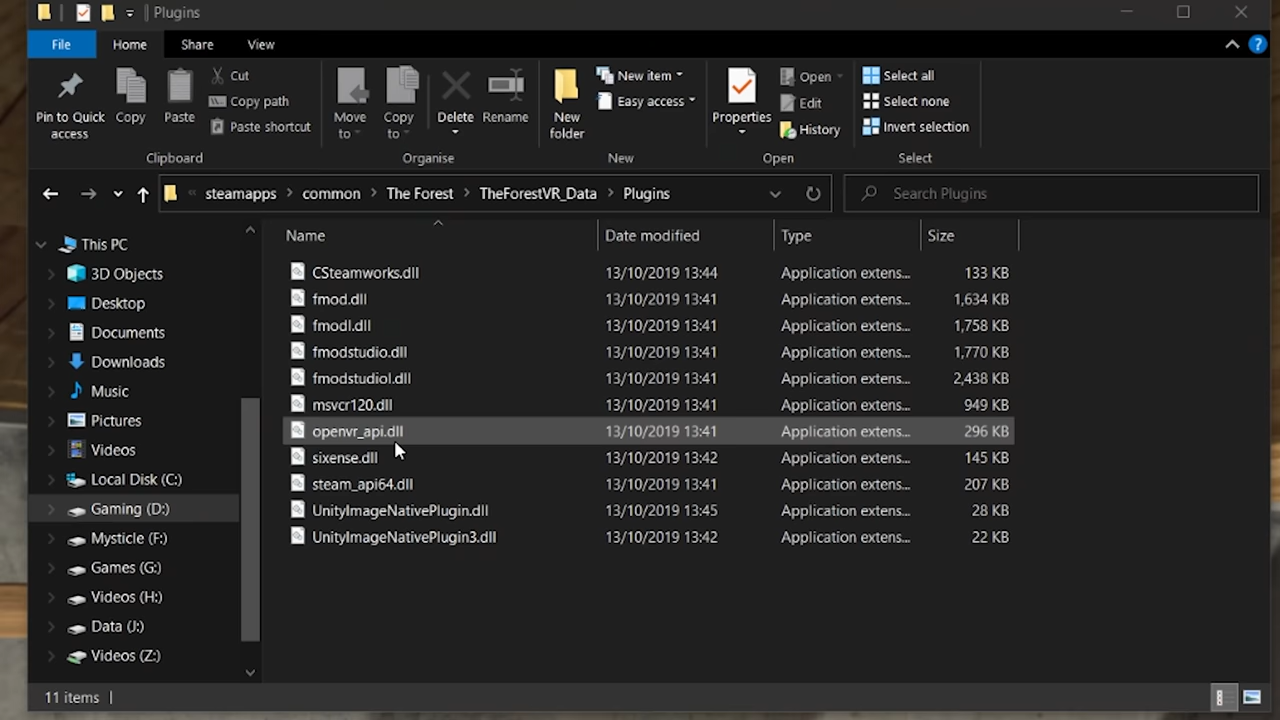 Plugins
File Home Share View
Pin to Quick access
Copy
Paste
Cut
Copy path
Paste shortcut
Clipboard
Move to
Copy to
Delete
Rename
Organise
New folder
New item
Easy access
New
Properties
Open
Edit
History
Open
Select all
Select none
Invert selection
Select
« steamapps > common > The Forest > TheForestVR_Data > Plugins
Search Plugins
This PC
3D Objects
Desktop
Documents
Downloads
Music
Pictures
Videos
Local Disk (C:)
Gaming (D:)
Mysticle (F:)
Games (G:)
Videos (H:)
Data (J:)
Videos (Z:)
Name Date modified Type Size
CSteamworks.dll 13/10/2019 13:44 Application extens... 133 KB
fmod.dll 13/10/2019 13:41 Application extens... 1,634 KB
fmodl.dll 13/10/2019 13:41 Application extens... 1,758 KB
fmodstudio.dll 13/10/2019 13:41 Application extens... 1,770 KB
fmodstudiol.dll 13/10/2019 13:41 Application extens... 2,438 KB
msvcr120.dll 13/10/2019 13:41 Application extens... 949 KB
openvr_api.dll 13/10/2019 13:41 Application extens... 296 KB
sixense.dll 13/10/2019 13:42 Application extens... 145 KB
steam_api64.dll 13/10/2019 13:41 Application extens... 207 KB
UnityImageNativePlugin.dll 13/10/2019 13:45 Application extens... 28 KB
UnityImageNativePlugin3.dll 13/10/2019 13:42 Application extens... 22 KB
11 items